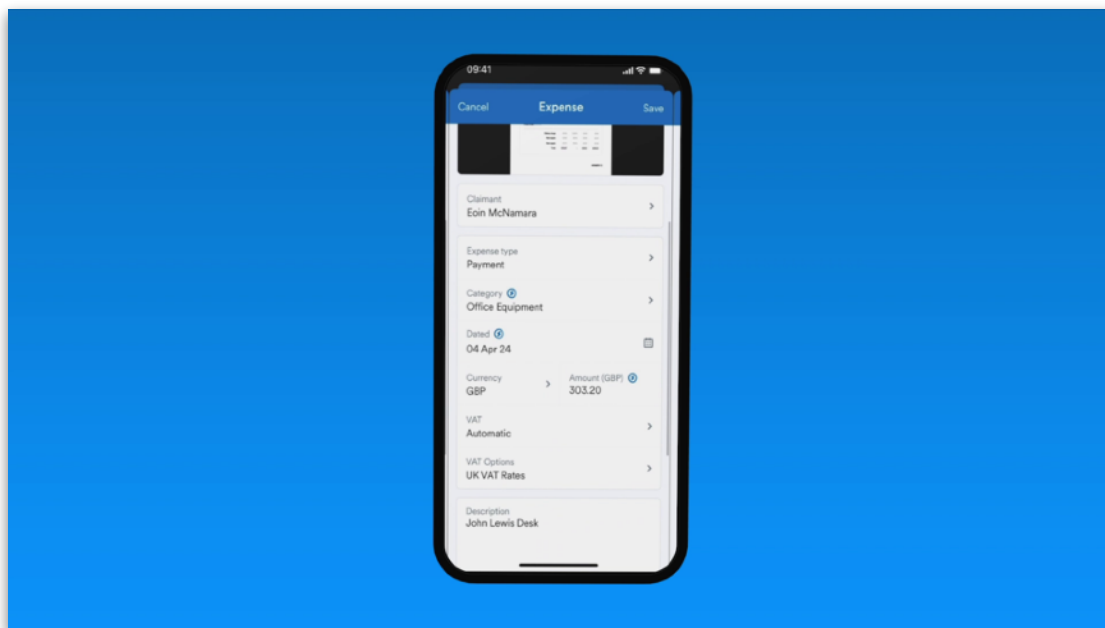 09:41
Cancel Expense Save
Claimant
Eoin McNamara
Expense type
Payment
Category
Office Equipment
Dated
04 Apr 24
Currency Amount (GBP)
GBP 303.20
VAT
Automatic
VAT Options
UK VAT Rates
Description
John Lewis Desk